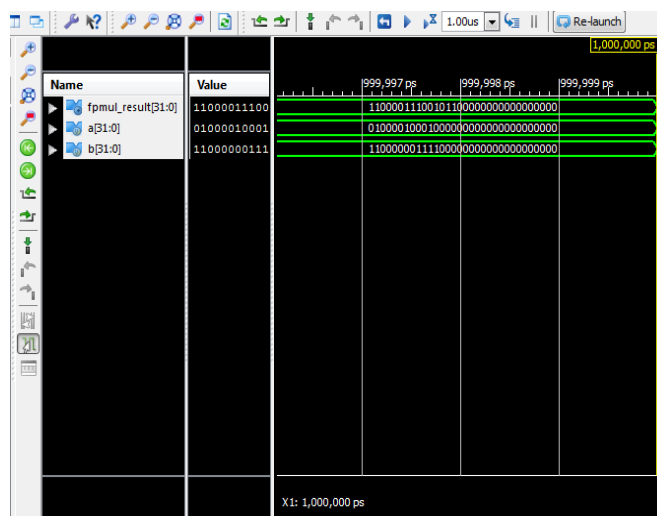 1.00us
Re-launch
1,000,000 ps
Name
Value
999,997 ps
999,998 ps
999,999 ps
fpmul_result[31:0]
11000011100
11000011100101100000000000000000
a[31:0]
01000010001
01000010001000000000000000000000
b[31:0]
11000000111
11000000111100000000000000000000
X1: 1,000,000 ps